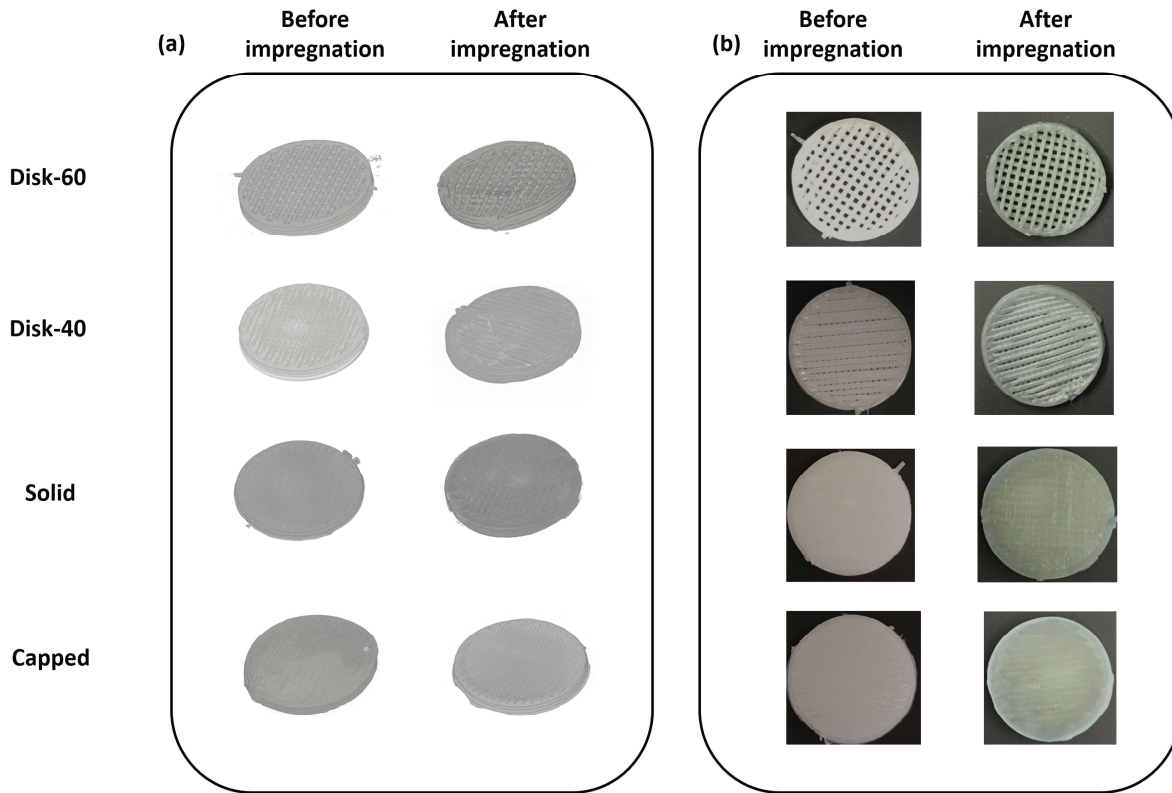 (a)
Before
impregnation
After
impregnation
(b)
Before
impregnation
After
impregnation
Disk-60
Disk-40
Solid
Capped